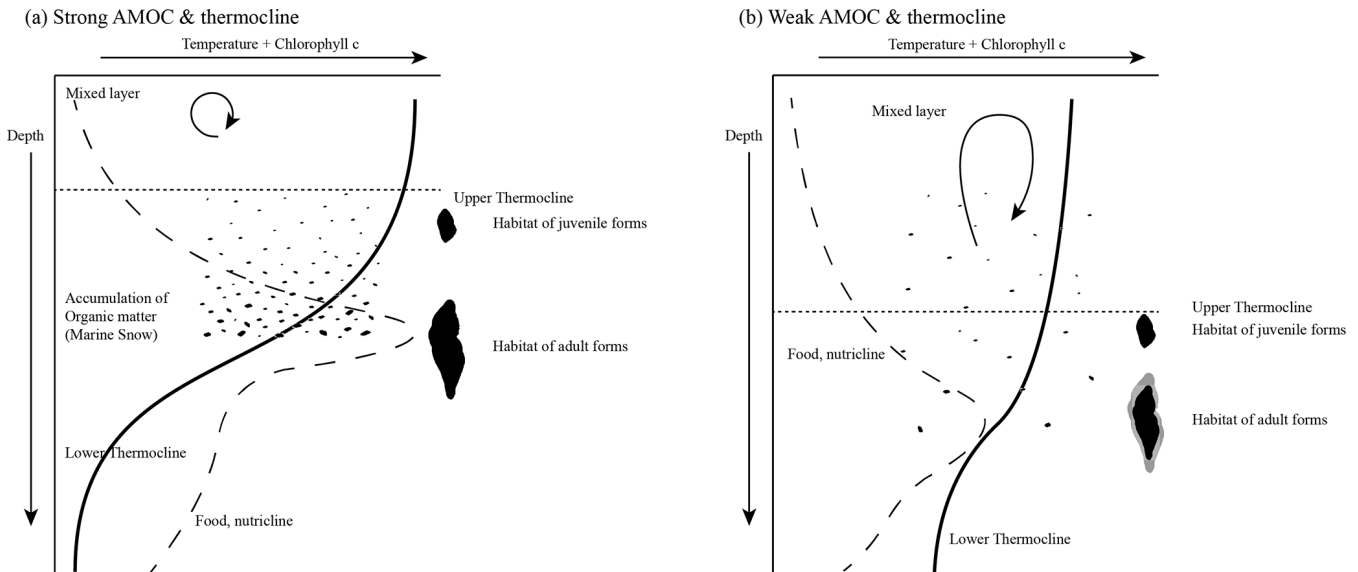 (a) Strong AMOC & thermocline
Temperature + Chlorophyll c
Mixed layer
Depth
Upper Thermocline
Habitat of juvenile forms
Accumulation of
Organic matter
(Marine Snow)
Habitat of adult forms
Lower Thermocline
Food, nutricline
(b) Weak AMOC & thermocline
Temperature + Chlorophyll c
Mixed layer
Depth
Upper Thermocline
Habitat of juvenile forms
Food, nutricline
Habitat of adult forms
Lower Thermocline